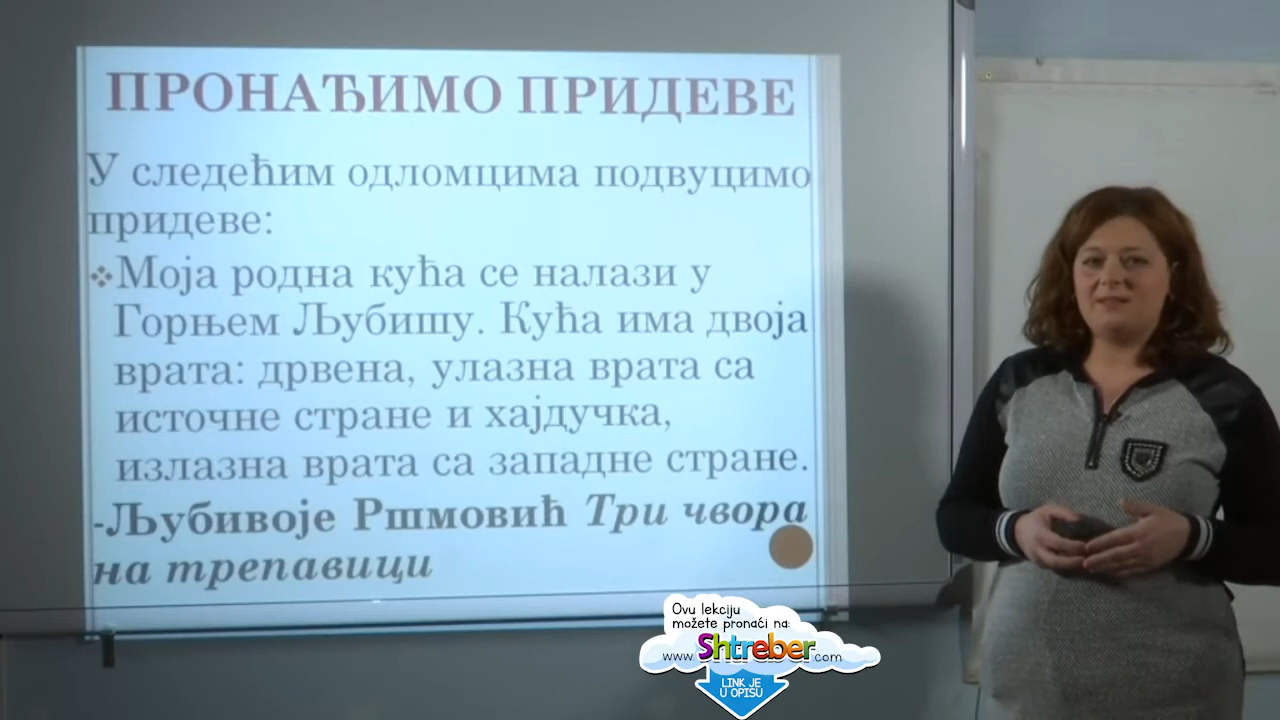 ПРОНАЂИМО ПРИДЕВЕ
У следећим одломцима подвуцимо
придеве:
Моја родна кућа се налази у
Горњем Љубишу. Кућа има двоја
врата: дрвена, улазна врата са
источне стране и хајдучка,
излазна врата са западне стране.
-Љубивоје Ршмовић Три чвора
на трепавици
Ovu lekciju
možete pronaći na:
www.Shtreber.com
LINK JE
U OPISU